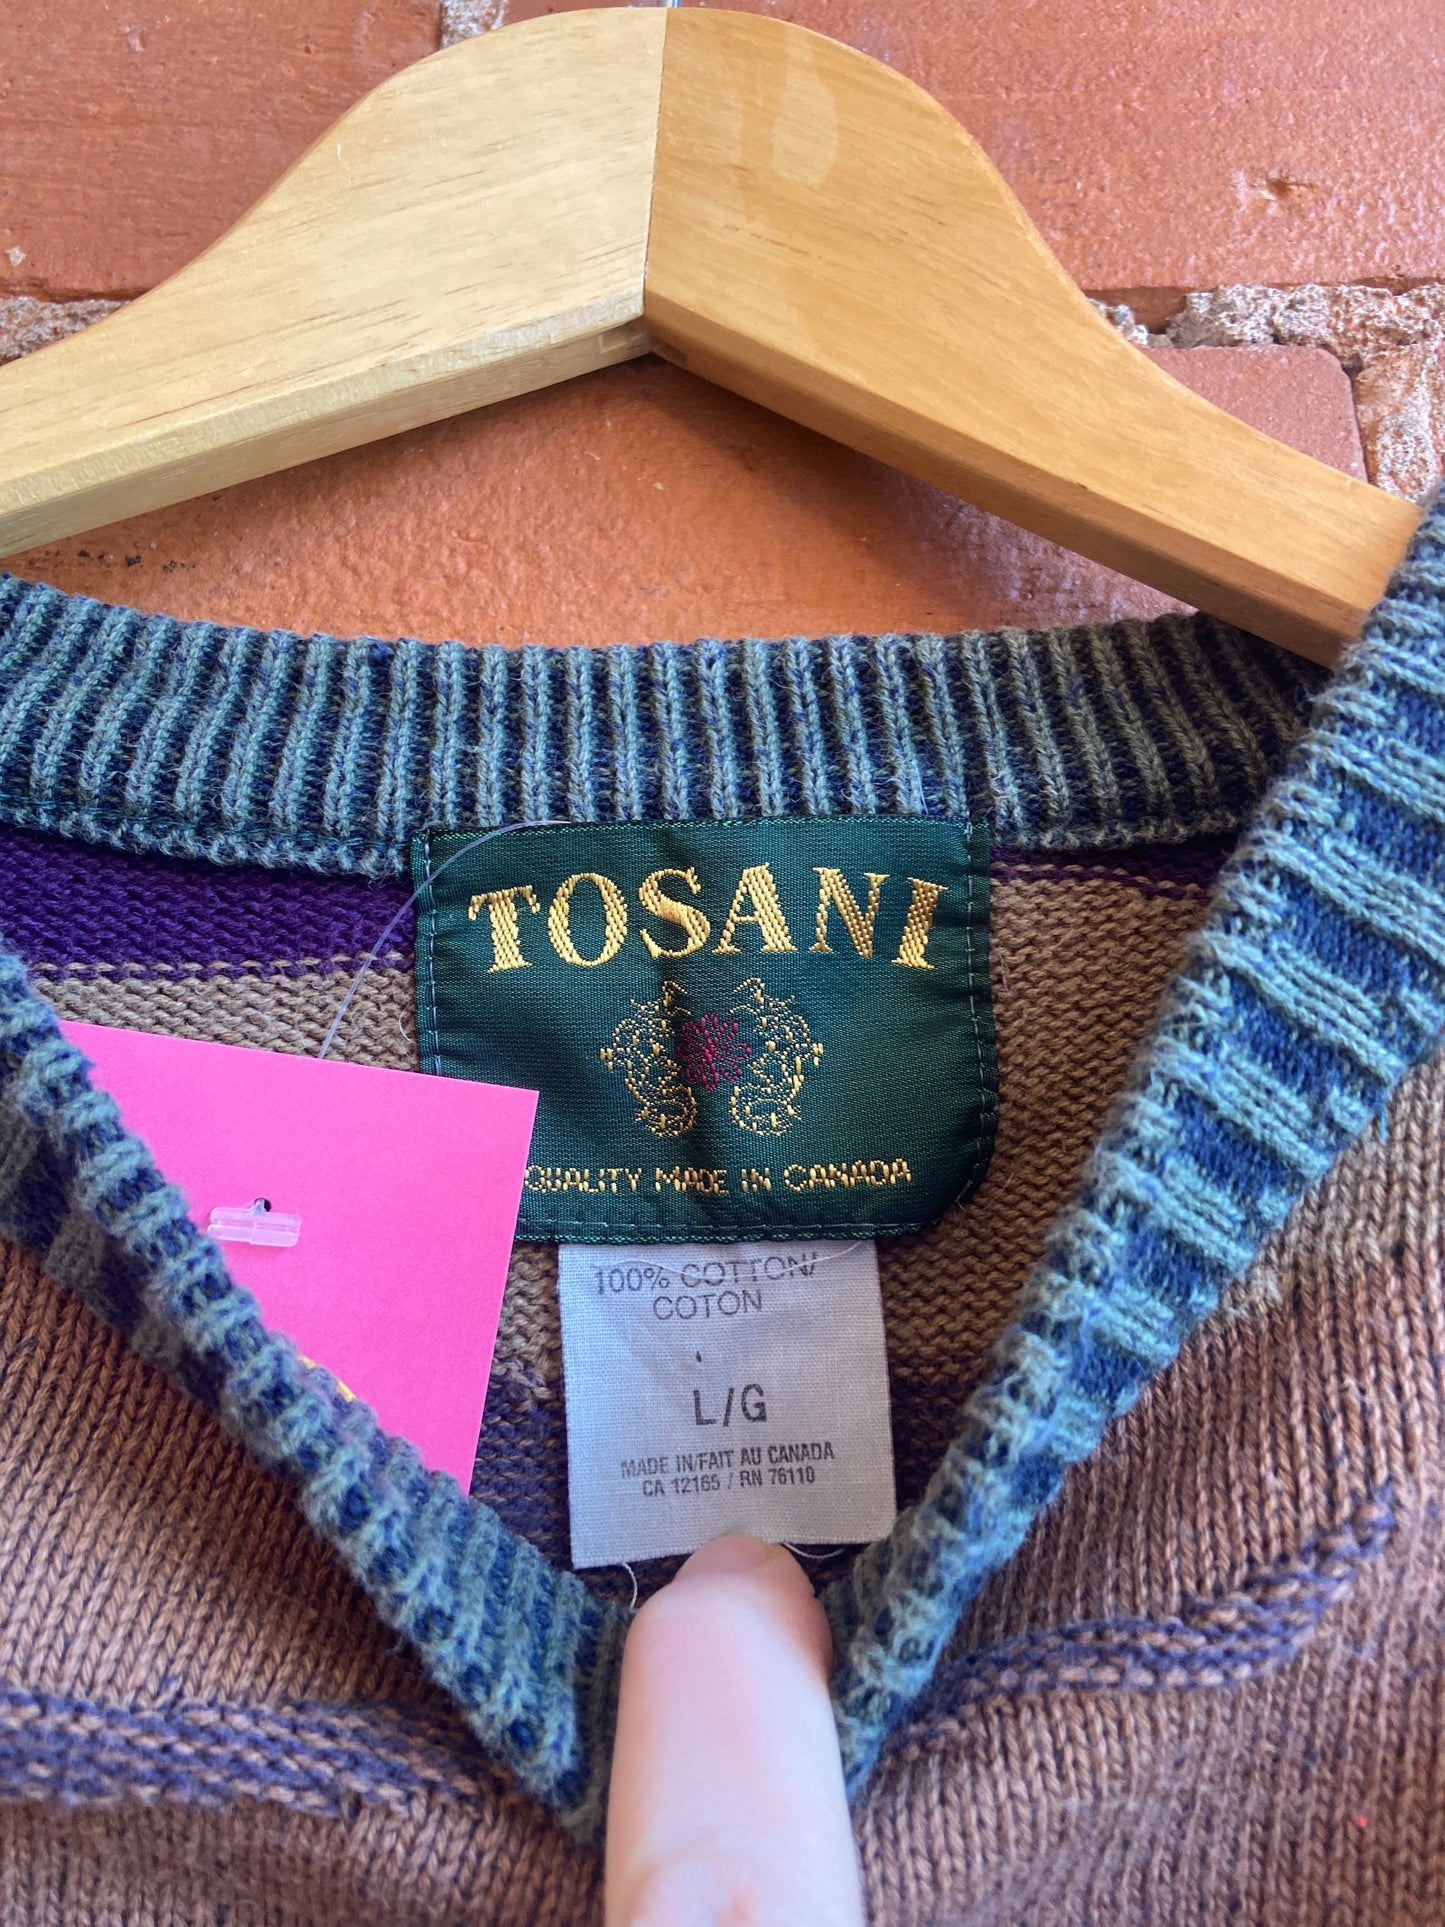 TOSANI
QUALITY MADE IN CANADA
100% COTTON/
COTON
L/G
MADE IN/FAIT AU CANADA
CA 12165 / RN 76110